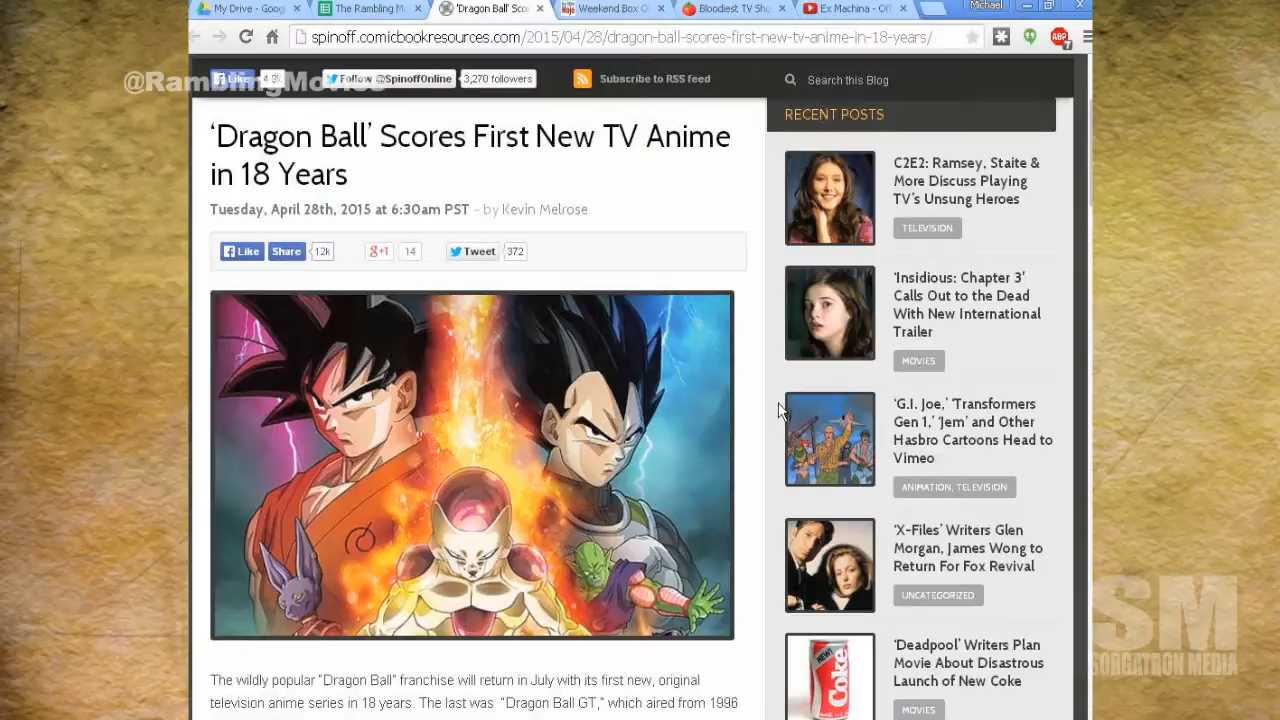 My Drive - Goog
The Rambling M
'Dragon Ball' Sco
Weekend Box O
Bloodiest TV Sho
Ex Machina - Off
Michael
spinoff.comicbookresources.com/2015/04/28/dragon-ball-scores-first-new-tv-anime-in-18-years/
ABP
7
@RamblingMovies
Like
Follow @SpinoffOnline
3,270 followers
Subscribe to RSS feed
Search this Blog
'Dragon Ball' Scores First New TV Anime
in 18 Years
Tuesday, April 28th, 2015 at 6:30am PST – by Kevin Melrose
Like
Share
12k
g+1
14
Tweet
372
The wildly popular "Dragon Ball" franchise will return in July with its first new, original
television anime series in 18 years. The last was "Dragon Ball GT," which aired from 1996
RECENT POSTS
C2E2: Ramsey, Staite &
More Discuss Playing
TV's Unsung Heroes
TELEVISION
'Insidious: Chapter 3'
Calls Out to the Dead
With New International
Trailer
MOVIES
'G.I. Joe,' 'Transformers
Gen 1,' 'Jem' and Other
Hasbro Cartoons Head to
Vimeo
ANIMATION, TELEVISION
'X-Files' Writers Glen
Morgan, James Wong to
Return For Fox Revival
UNCATEGORIZED
NEW!
Coke
'Deadpool' Writers Plan
Movie About Disastrous
Launch of New Coke
MOVIES
SM
SORGATRON MEDIA